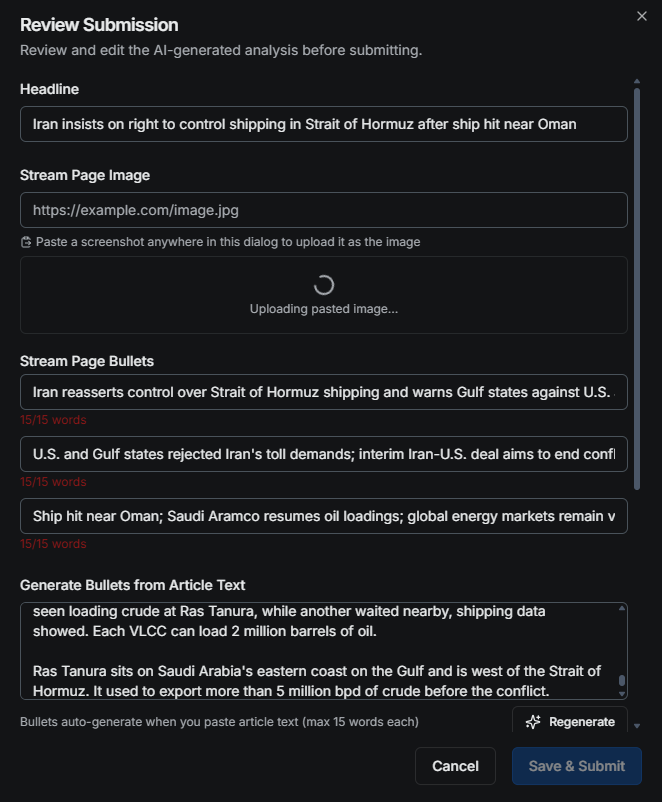 Review Submission
Review and edit the AI-generated analysis before submitting.
Headline
Iran insists on right to control shipping in Strait of Hormuz after ship hit near Oman
Stream Page Image
https://example.com/image.jpg
Paste a screenshot anywhere in this dialog to upload it as the image
Uploading pasted image...
Stream Page Bullets
Iran reasserts control over Strait of Hormuz shipping and warns Gulf states against U.S.
15/15 words
U.S. and Gulf states rejected Iran's toll demands; interim Iran-U.S. deal aims to end confl
15/15 words
Ship hit near Oman; Saudi Aramco resumes oil loadings; global energy markets remain v
15/15 words
Generate Bullets from Article Text
seen loading crude at Ras Tanura, while another waited nearby, shipping data
showed. Each VLCC can load 2 million barrels of oil.
Ras Tanura sits on Saudi Arabia's eastern coast on the Gulf and is west of the Strait of
Hormuz. It used to export more than 5 million bpd of crude before the conflict.
Bullets auto-generate when you paste article text (max 15 words each)
Regenerate
Cancel
Save & Submit